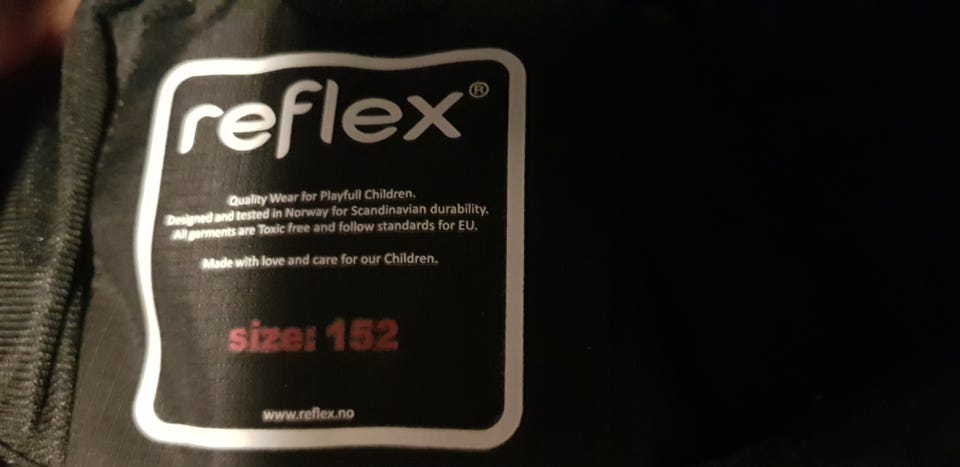 reflex®
Quality Wear for Playfull Children.
Designed and tested in Norway for Scandinavian durability.
All garments are Toxic free and follow standards for EU.
Made with love and care for our Children.
size: 152
www.reflex.no